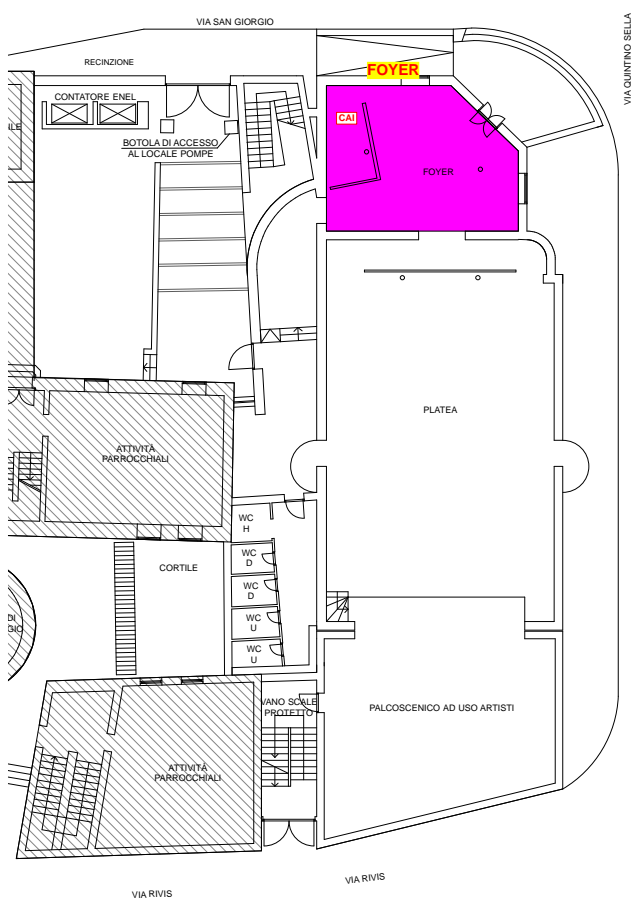 VIA SAN GIORGIO
VIA QUINTINO SELLA
RECINZIONE
FOYER
CONTATORE ENEL
CAI
BOTOLA DI ACCESSO
AL LOCALE POMPE
FOYER
PLATEA
ATTIVITÀ
PARROCCHIALI
WC
H
WC
D
WC
D
WC
U
WC
U
CORTILE
VANO SCALE
PROTETTO
PALCOSCENICO AD USO ARTISTI
ATTIVITÀ
PARROCCHIALI
VIA RIVIS
VIA RIVIS